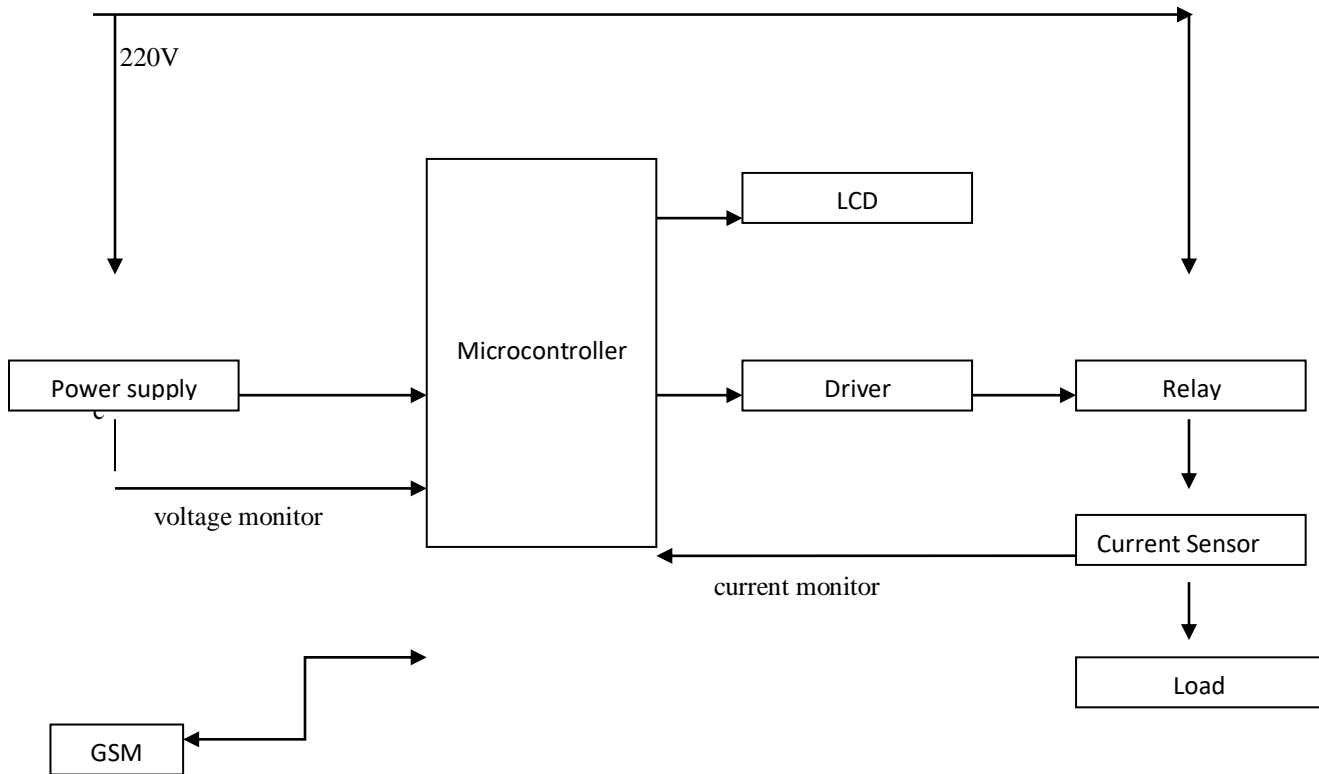 220V
LCD
Microcontroller
Power supply
Driver
Relay
voltage monitor
Current Sensor
current monitor
Load
GSM